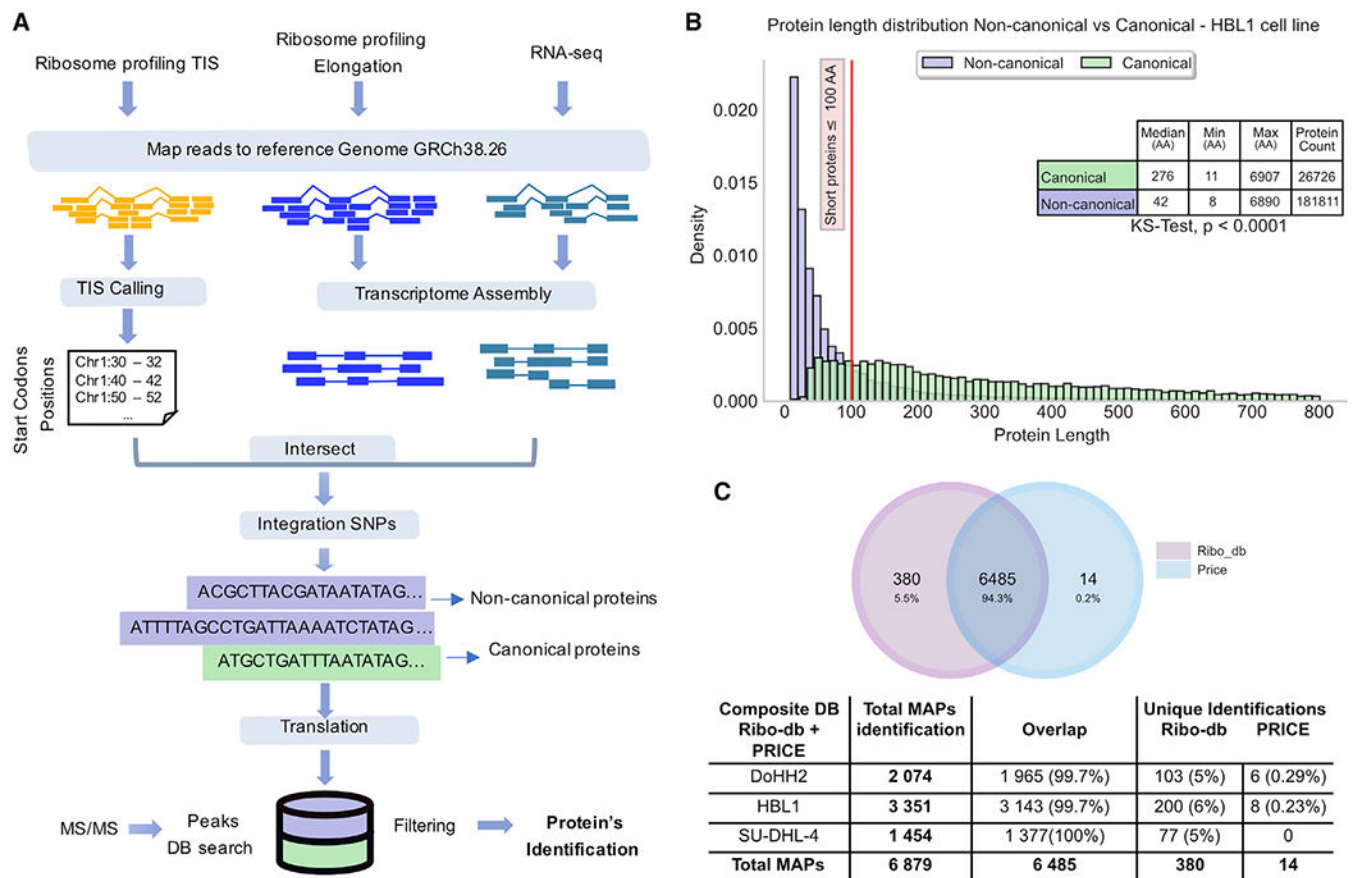 A
Ribosome profiling TIS
Ribosome profiling
Elongation
RNA-seq
Map reads to reference Genome GRCh38.26
TIS Calling
Transcriptome Assembly
Start Codons
Positions
Chr1:30 – 32
Chr1:40 – 42
Chr1:50 – 52
...
Intersect
Integration SNPs
ACGCTTACGATAATATAG...
Non-canonical proteins
ATTTTAGCCTGATTAAAATCTATAG...
ATGCTGATTTAATATAG...
Canonical proteins
Translation
MS/MS
Peaks
DB search
Filtering
Protein's
Identification
B
Protein length distribution Non-canonical vs Canonical - HBL1 cell line
Non-canonical Canonical
Short proteins ≤ 100 AA
Median (AA) Min (AA) Max (AA) Protein Count
Canonical 276 11 6907 26726
Non-canonical 42 8 6890 181811
KS-Test, p < 0.0001
Density
0.020
0.015
0.010
0.005
0.000
0 100 200 300 400 500 600 700 800
Protein Length
C
380 6485 14
5.5% 94.3% 0.2%
Ribo_db
Price
Composite DB Ribo-db + PRICE Total MAPs identification Overlap Unique Identifications Ribo-db PRICE
DoHH2 2 074 1 965 (99.7%) 103 (5%) 6 (0.29%)
HBL1 3 351 3 143 (99.7%) 200 (6%) 8 (0.23%)
SU-DHL-4 1 454 1 377(100%) 77 (5%) 0
Total MAPs 6 879 6 485 380 14